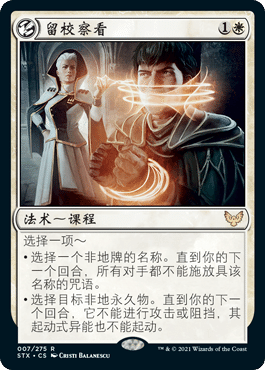 留校察看 1
法术～课程
选择一项～
•选择一个非地牌的名称。直到你的下
一个回合，所有对手都不能施放具该
名称的咒语。
•选择目标非地永久物。直到你的下一
个回合，它不能进行攻击或阻挡，其
起动式异能也不能起动。
007/275 R
STX • CS CRISTI BALANESCU
™ & © 2021 Wizards of the Coast